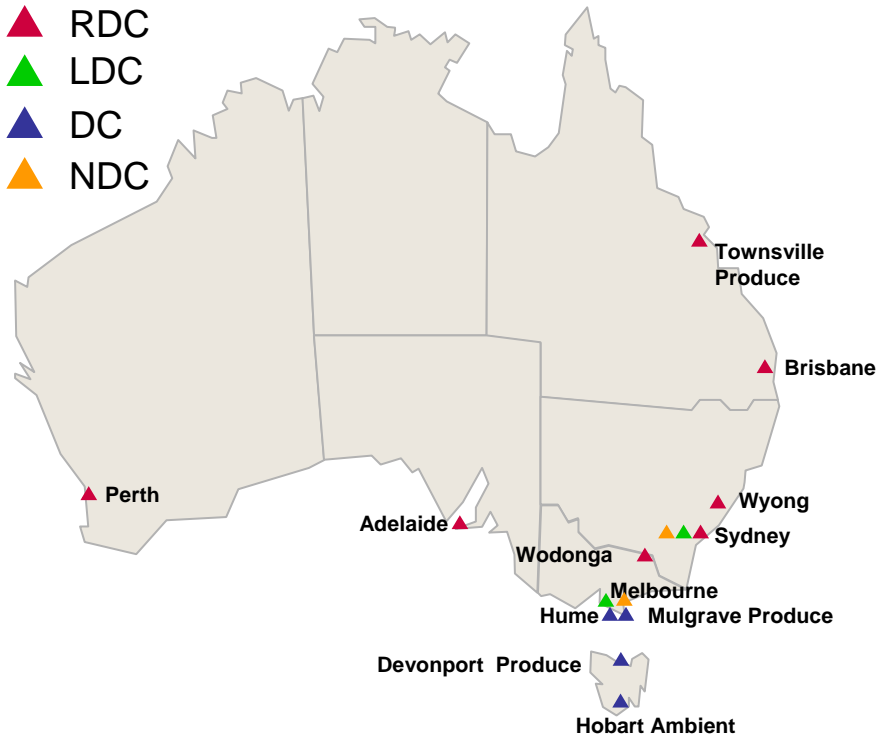 RDC
LDC
DC
NDC
Townsville
Produce
Brisbane
Perth
Wyong
Adelaide
Sydney
Wodonga
Melbourne
Hume
Mulgrave Produce
Devonport Produce
Hobart Ambient